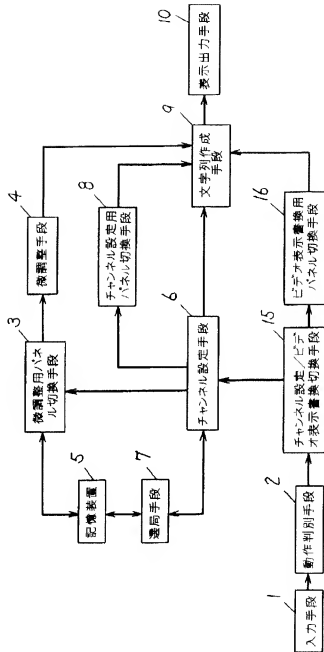 1
入力手段
2
動作判別手段
15
チャンネル設定/ビデ
オ表示書換切換手段
16
ビデオ表示書換用
パネル切換手段
5
記憶装置
7
選局手段
6
チャンネル設定手段
3
微調整用パネ
ル切換手段
4
微調整手段
8
チャンネル設定用
パネル切換手段
9
文字列作成
手段
10
表示出力手段